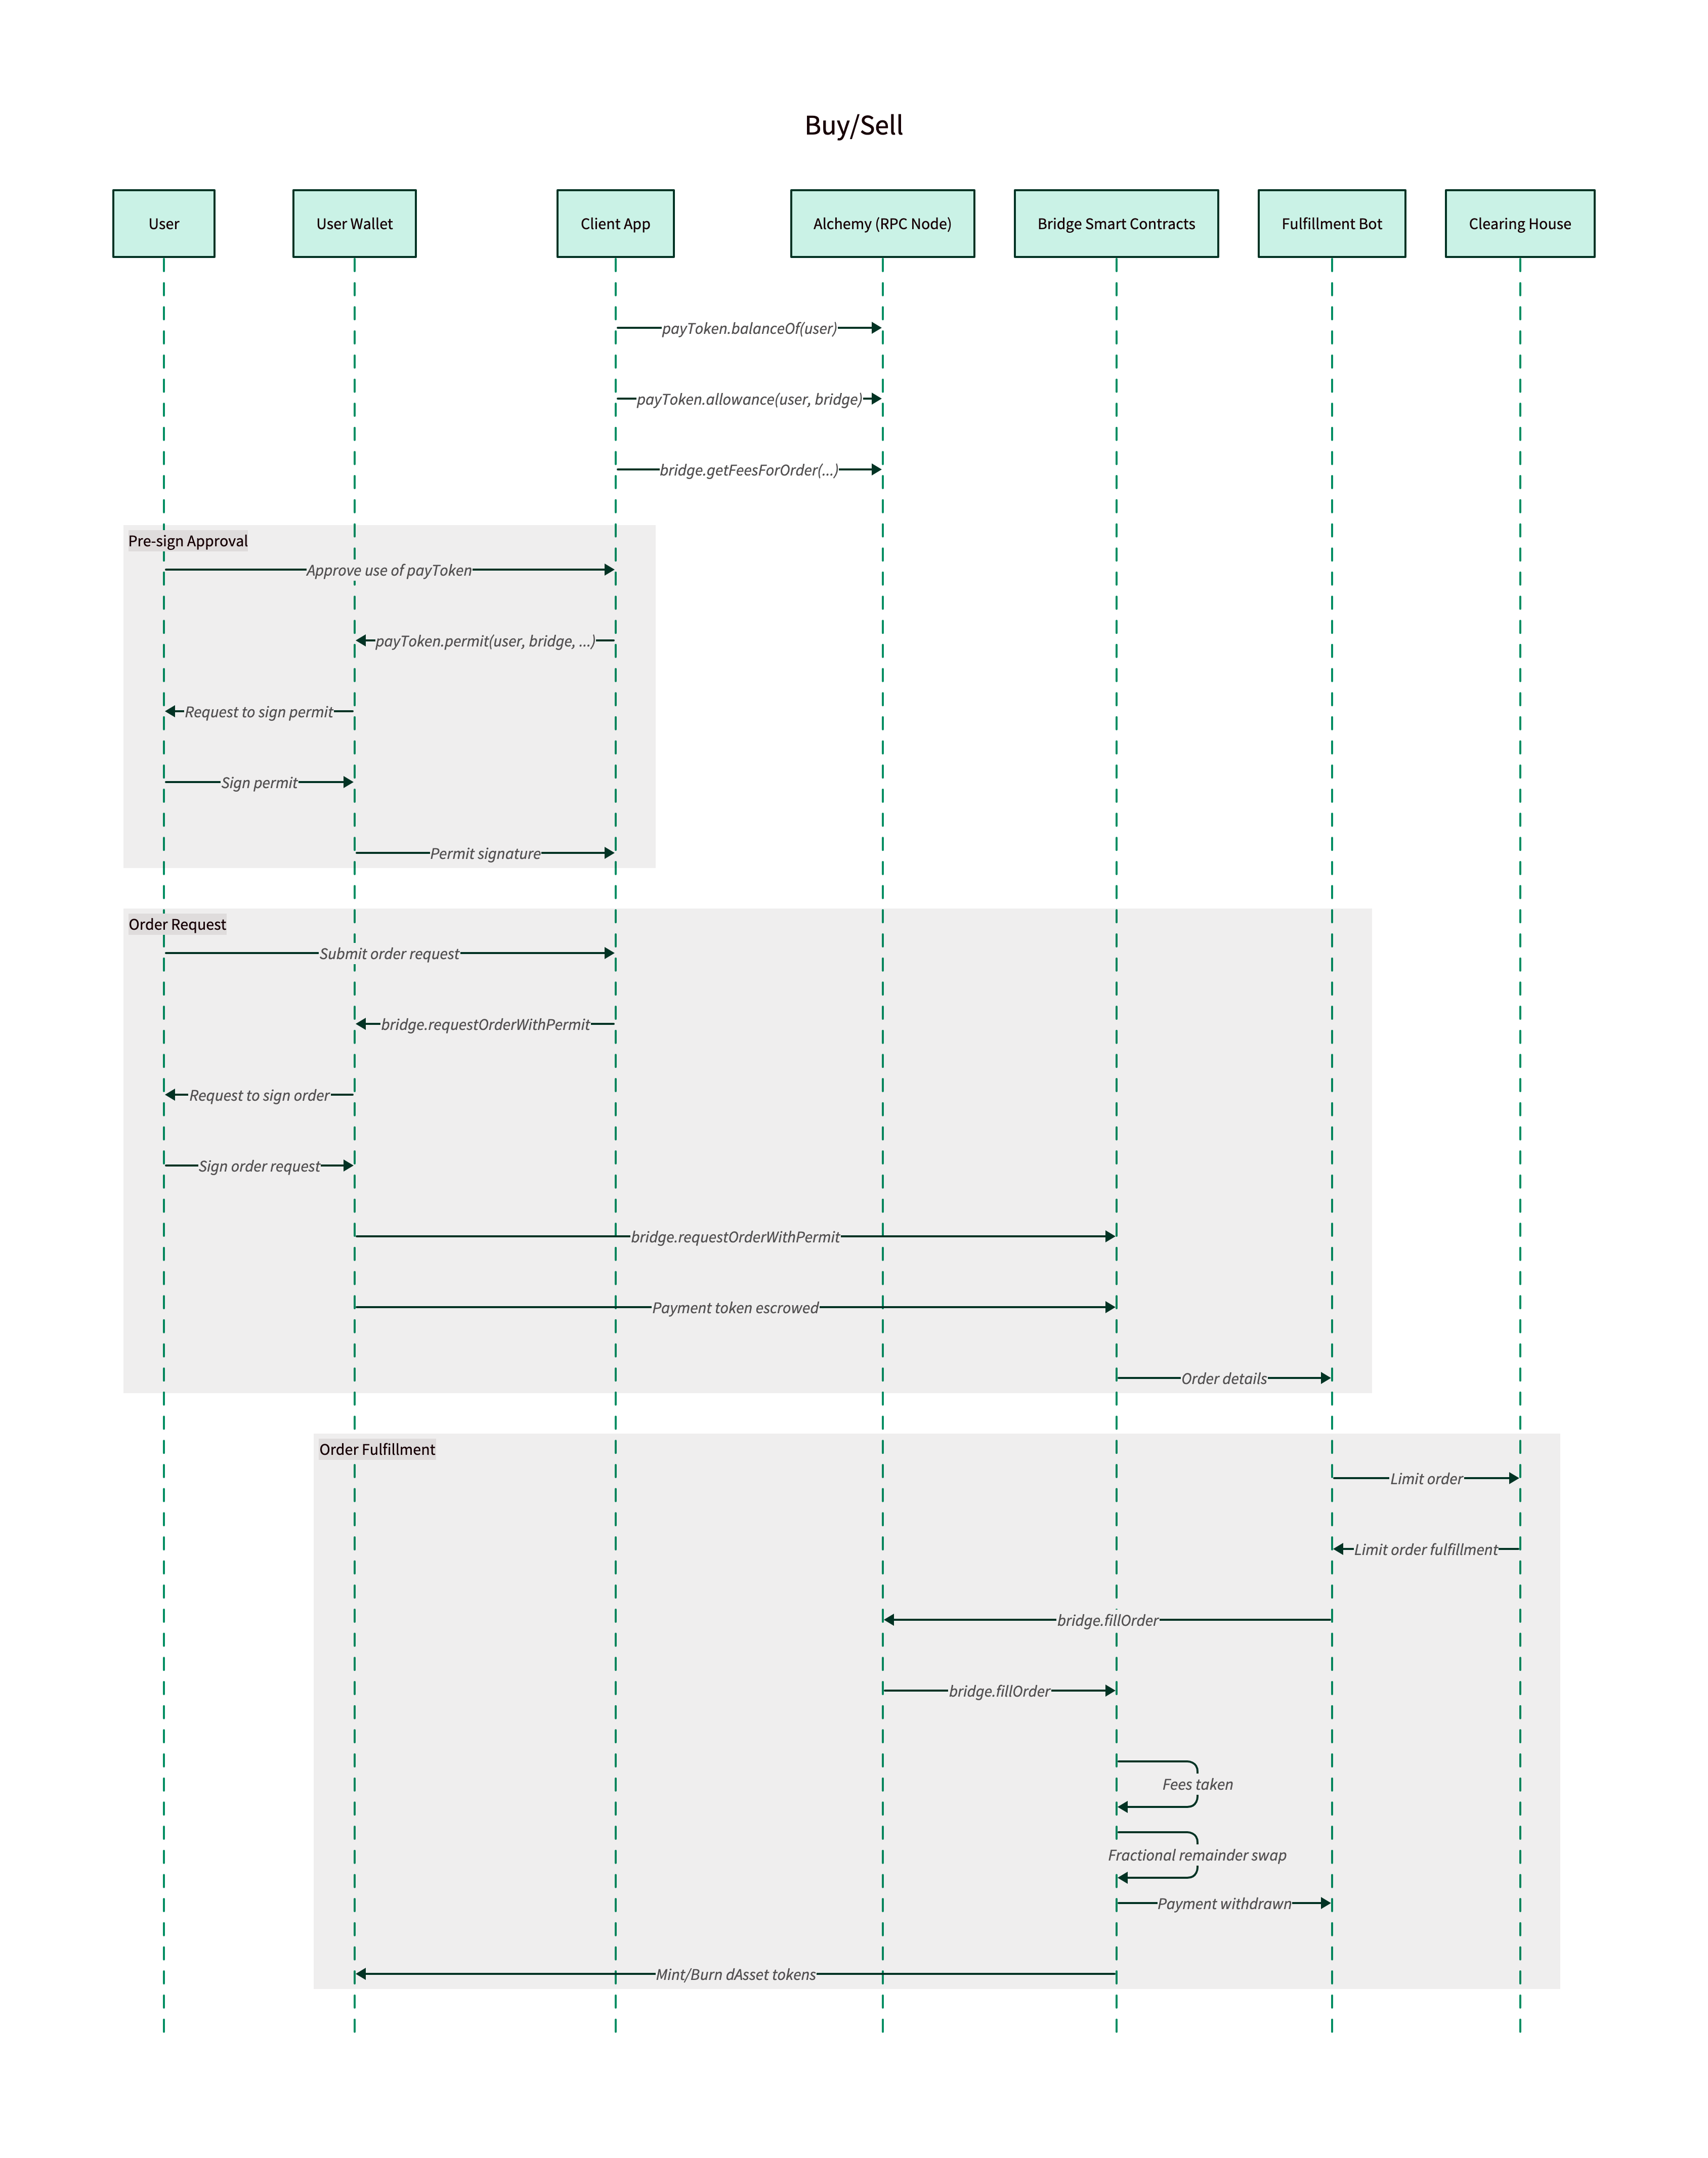 Buy/Sell
User
User Wallet
Client App
Alchemy (RPC Node)
Bridge Smart Contracts
Fulfillment Bot
Clearing House
payToken.balanceOf(user)
payToken.allowance(user, bridge)
bridge.getFeesForOrder(...)
Pre-sign Approval
Approve use of payToken
payToken.permit(user, bridge, ...)
Request to sign permit
Sign permit
Permit signature
Order Request
Submit order request
bridge.requestOrderWithPermit
Request to sign order
Sign order request
bridge.requestOrderWithPermit
Payment token escrowed
Order details
Order Fulfillment
Limit order
Limit order fulfillment
bridge.fillOrder
bridge.fillOrder
Fees taken
Fractional remainder swap
Payment withdrawn
Mint/Burn dAsset tokens